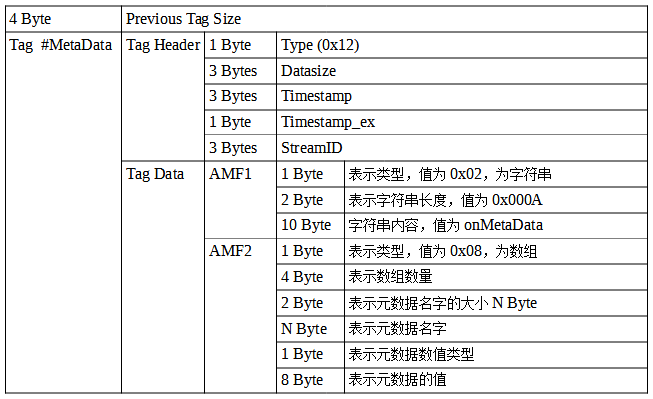 4 Byte Previous Tag Size
Tag #MetaData Tag Header 1 Byte Type (0x12)
3 Bytes Datasize
3 Bytes Timestamp
1 Byte Timestamp_ex
3 Bytes StreamID
Tag Data AMF1 1 Byte 表示类型，值为 0x02，为字符串
2 Byte 表示字符串长度，值为 0x000A
10 Byte 字符串内容，值为 onMetaData
AMF2 1 Byte 表示类型，值为 0x08，为数组
4 Byte 表示数组数量
2 Byte 表示元数据名字的大小 N Byte
N Byte 表示元数据名字
1 Byte 表示元数据数值类型
8 Byte 表示元数据的值